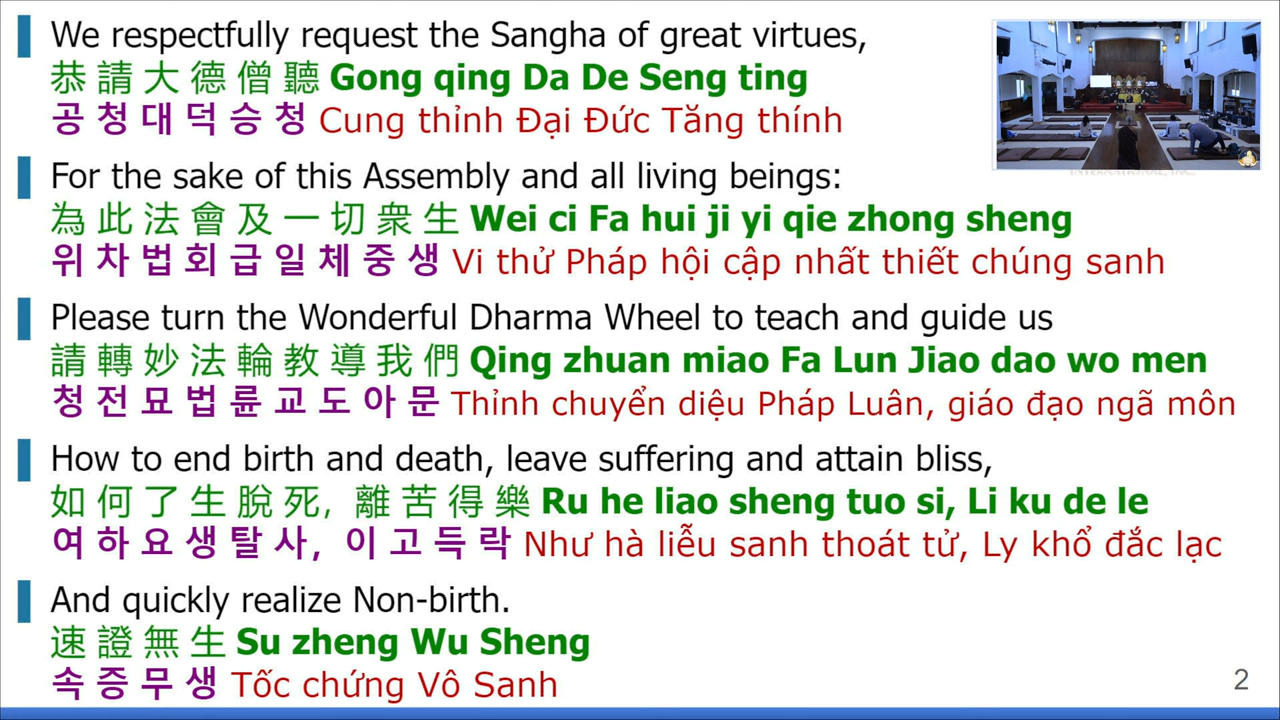 We respectfully request the Sangha of great virtues,
恭請大德僧聽 Gong qing Da De Seng ting
공청대덕승청 Cung thỉnh Đại Đức Tăng thính
For the sake of this Assembly and all living beings:
為此法會及一切衆生 Wei ci Fa hui ji yi qie zhong sheng
위차법회급일체중생 Vi thử Pháp hội cập nhất thiết chúng sanh
Please turn the Wonderful Dharma Wheel to teach and guide us
請轉妙法輪教導我們 Qing zhuan miao Fa Lun Jiao dao wo men
청전묘법륜교도아문 Thỉnh chuyển diệu Pháp Luân, giáo đạo ngã môn
How to end birth and death, leave suffering and attain bliss,
如何了生脫死, 離苦得樂 Ru he liao sheng tuo si, Li ku de le
여하요생탈사, 이고득락 Như hà liễu sanh thoát tử, Ly khổ đắc lạc
And quickly realize Non-birth.
速證無生 Su zheng Wu Sheng
속증무생 Tốc chứng Vô Sanh
2